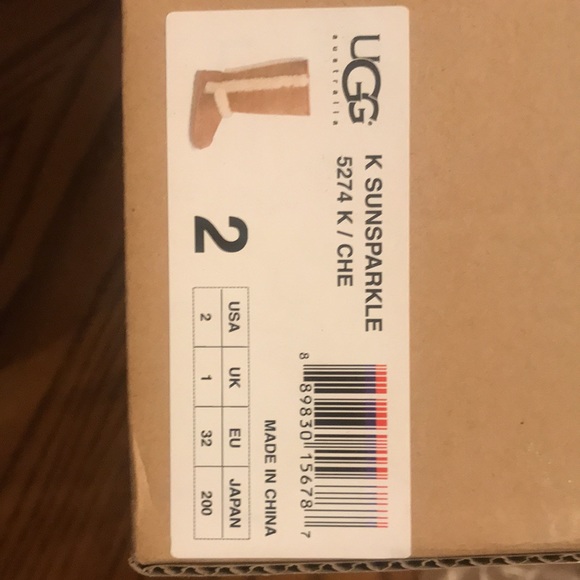 UGG®
australia
K SUNSPARKLE
5274 K / CHE
2
8 89830 15678 7
MADE IN CHINA
USA UK EU JAPAN
2 1 32 200